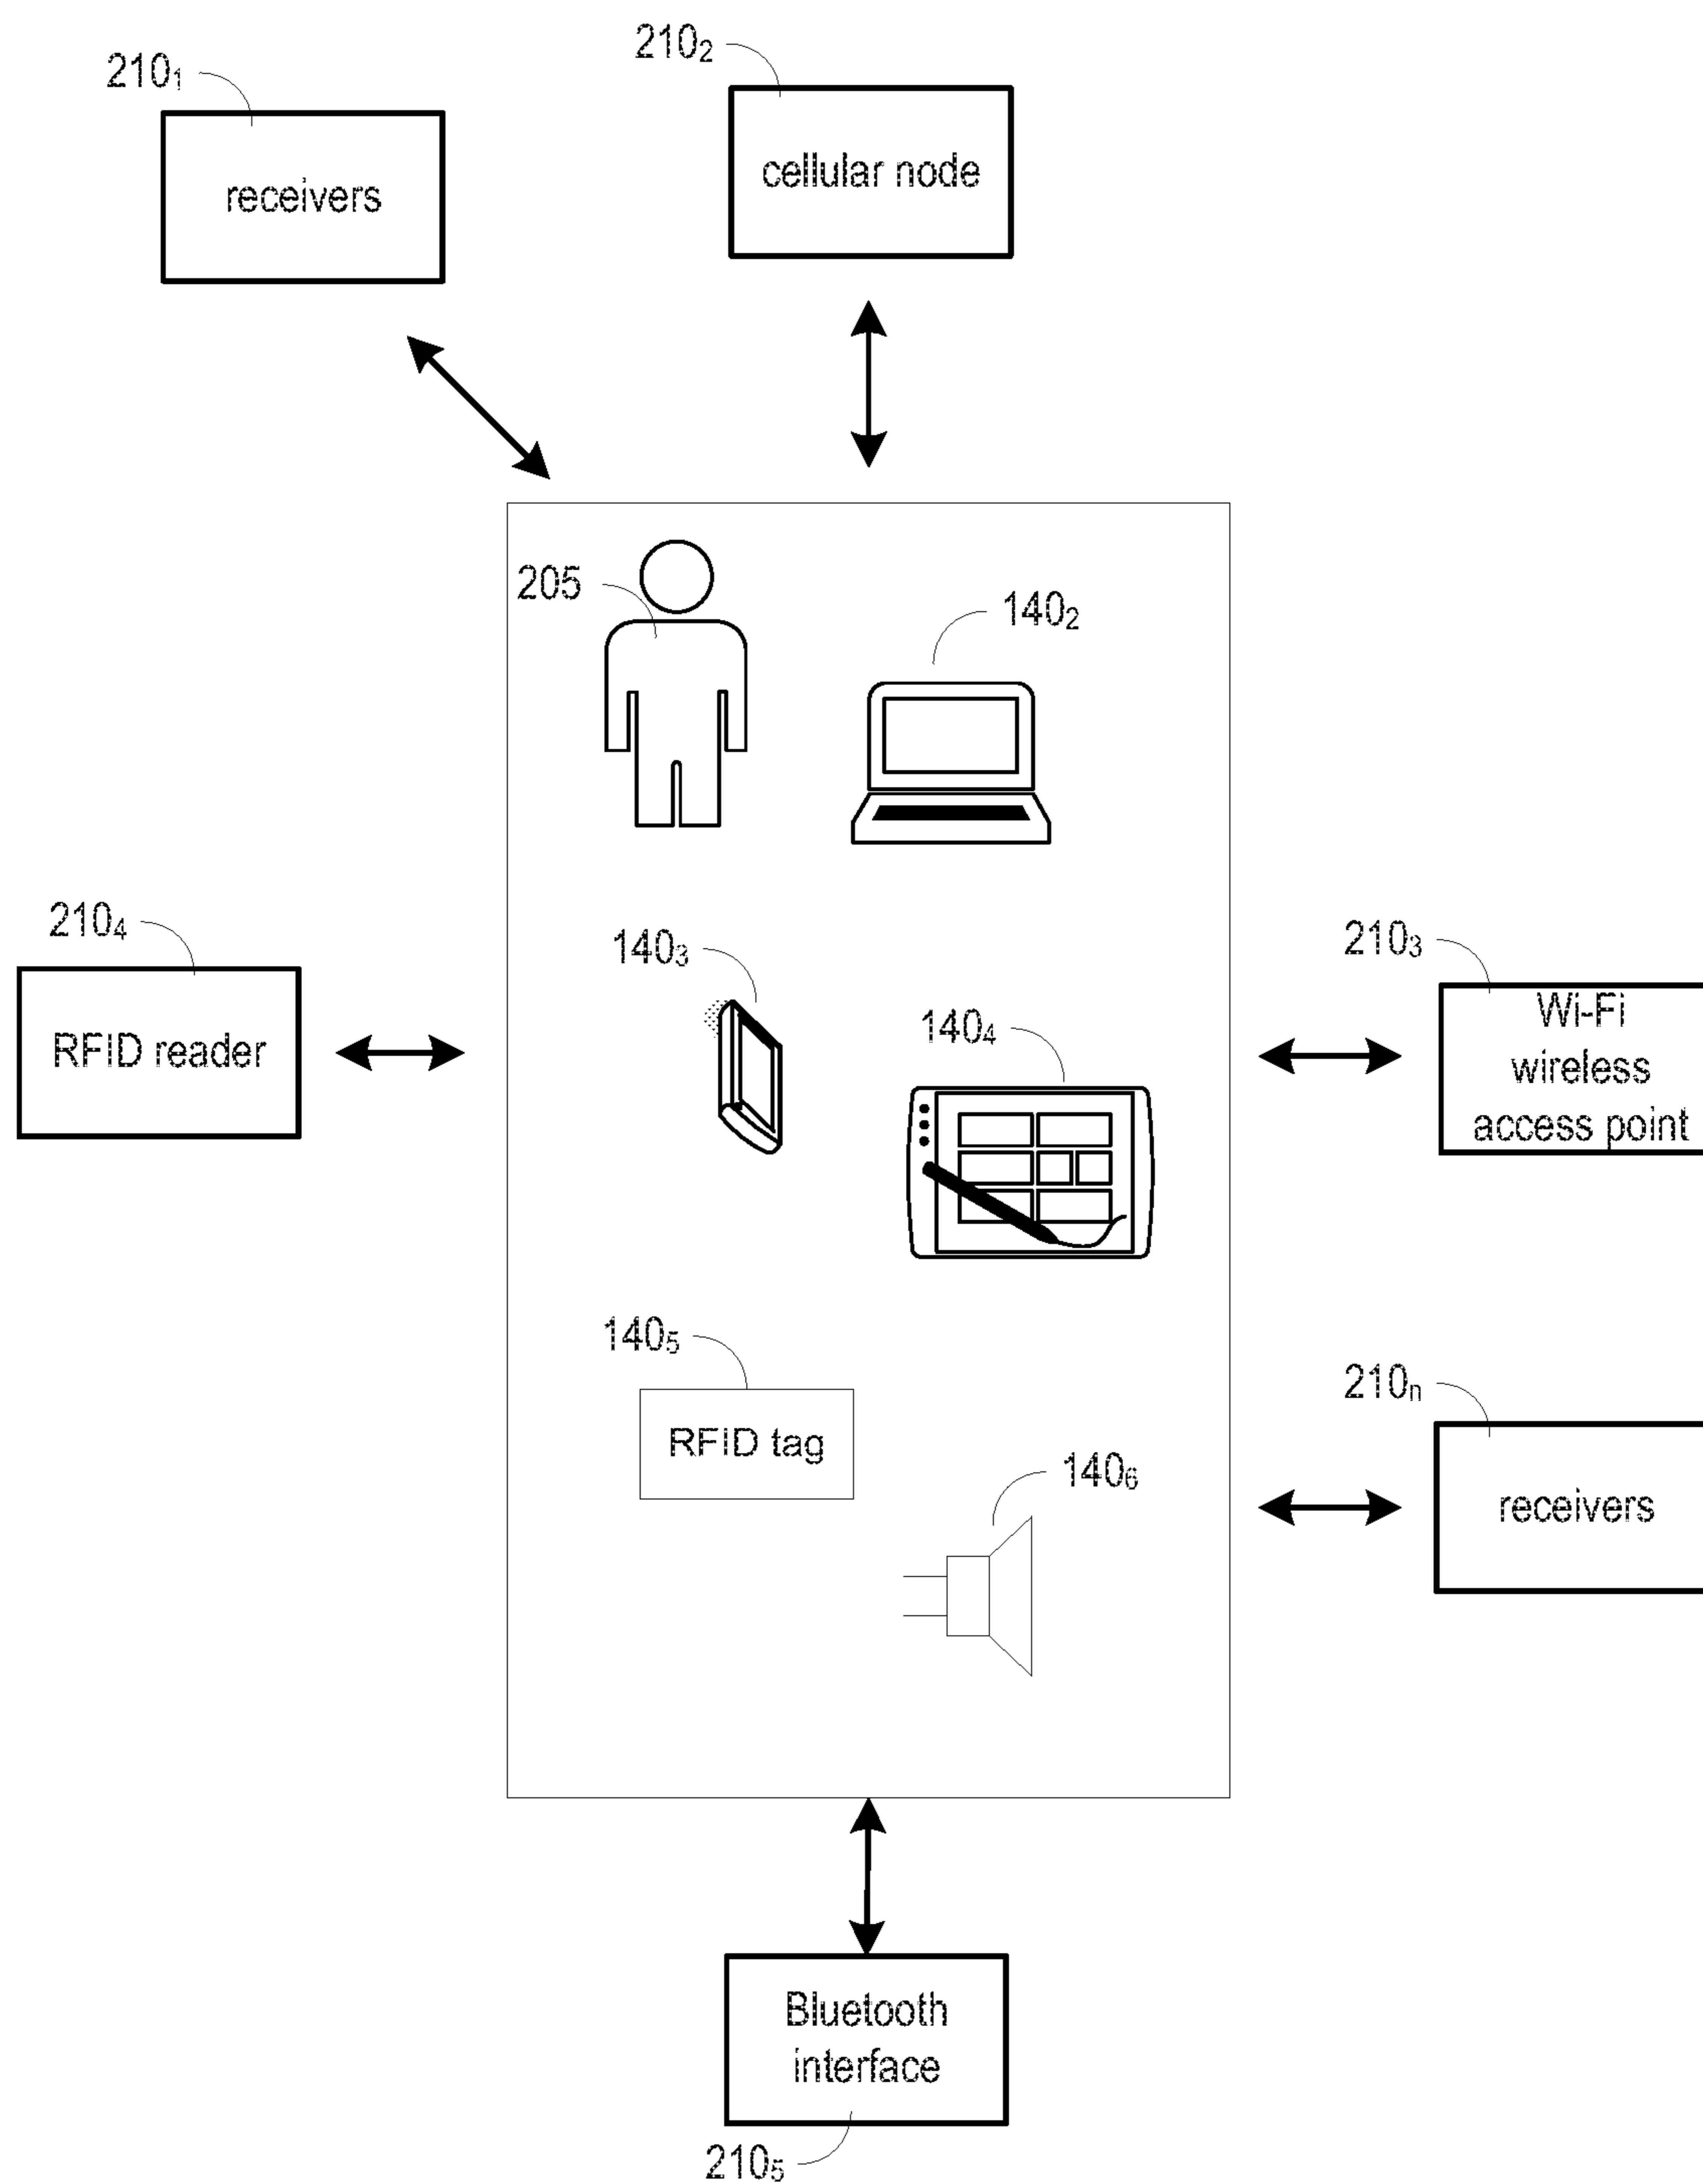 210₁
210₂
receivers
cellular node
205
140₂
210₄
140₃
210₃
RFID reader
140₄
Wi-Fi
wireless
access point
140₅
210ₙ
RFID tag
140₆
receivers
Bluetooth
interface
210₅